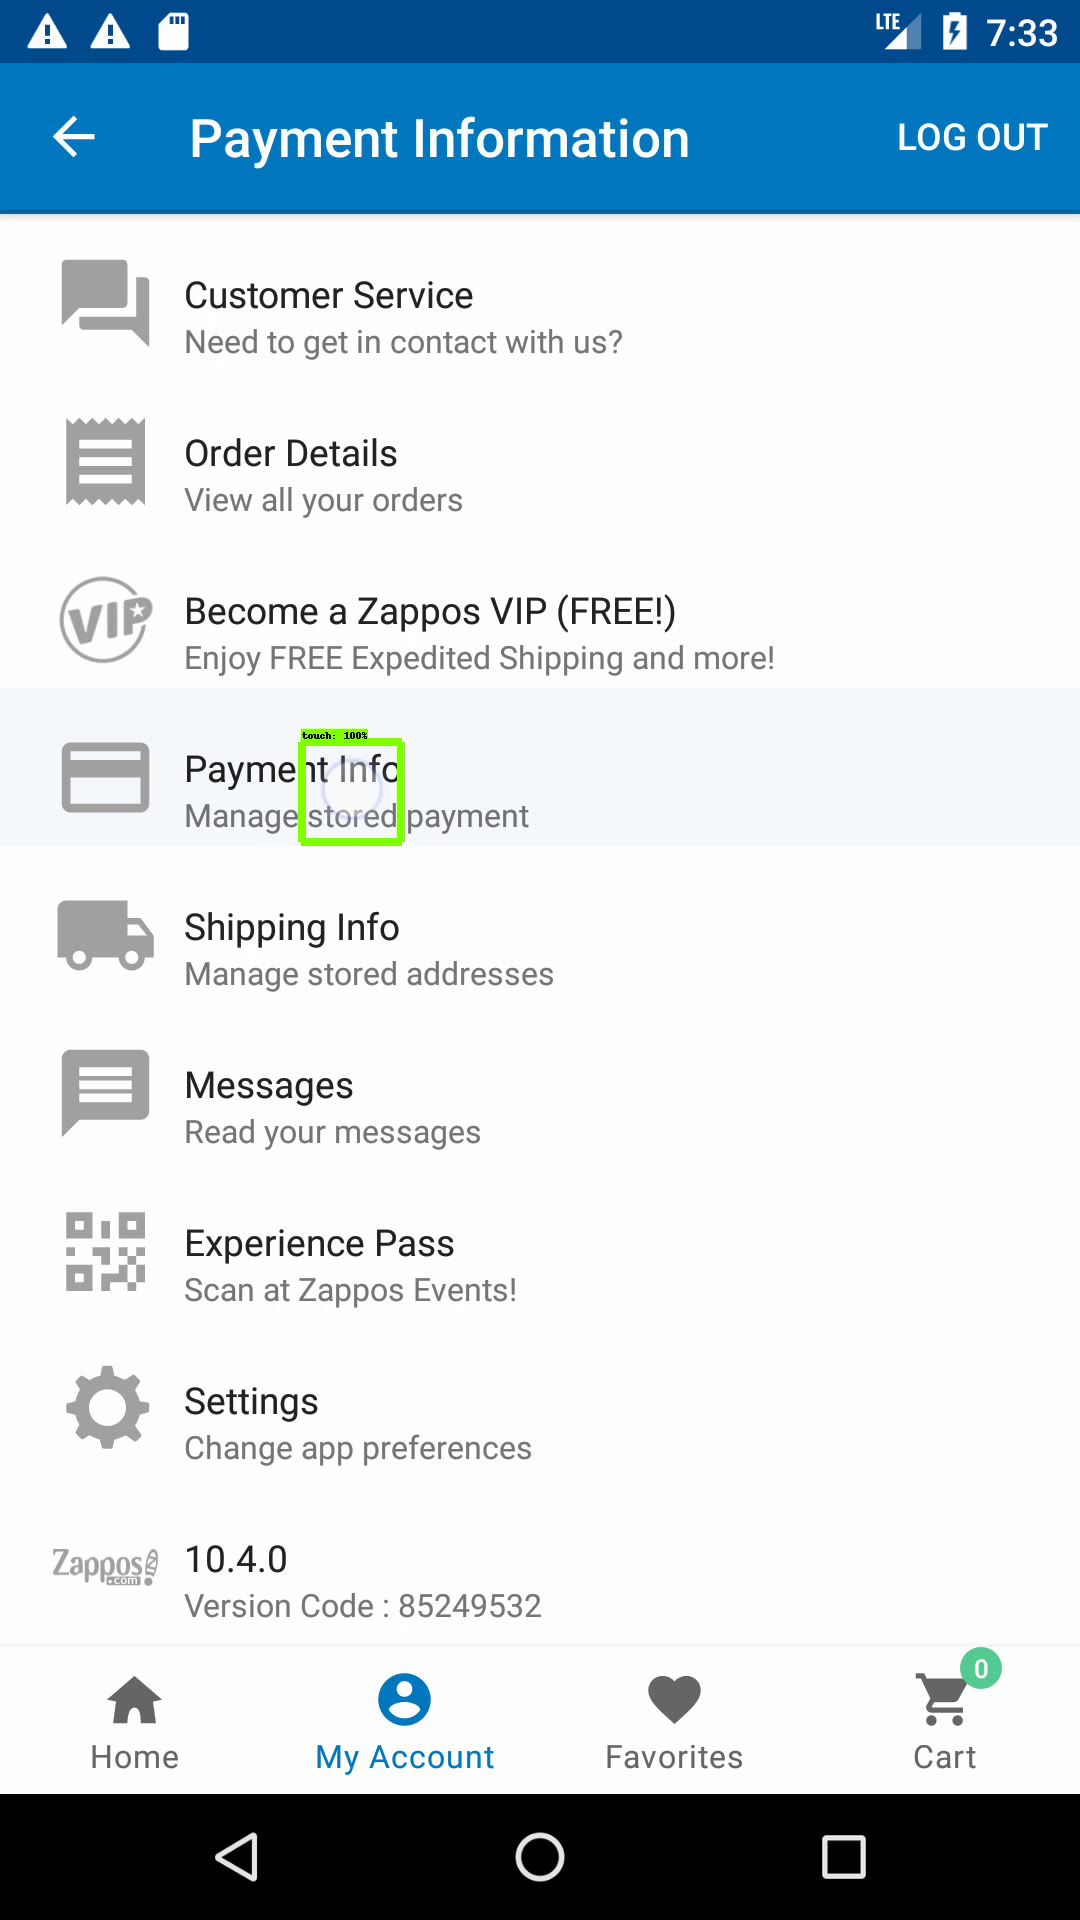 LTE 7:33
Payment Information LOG OUT
Customer Service
Need to get in contact with us?
Order Details
View all your orders
VIP
Become a Zappos VIP (FREE!)
Enjoy FREE Expedited Shipping and more!
touch: 100%
Payment Info
Manage stored payment
Shipping Info
Manage stored addresses
Messages
Read your messages
Experience Pass
Scan at Zappos Events!
Settings
Change app preferences
Zappos .com
10.4.0
Version Code : 85249532
0
Home My Account Favorites Cart